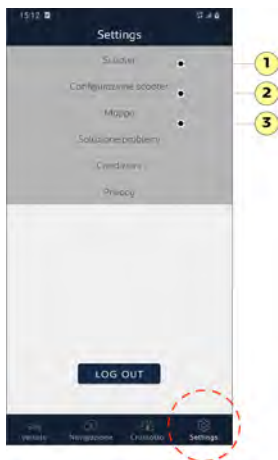 15:12
Settings
Scooter
1
Configurazione scooter
2
Mappa
3
Soluzione problemi
Condizioni
Privacy
LOG OUT
Veicolo Navigazione Cruscotto Settings